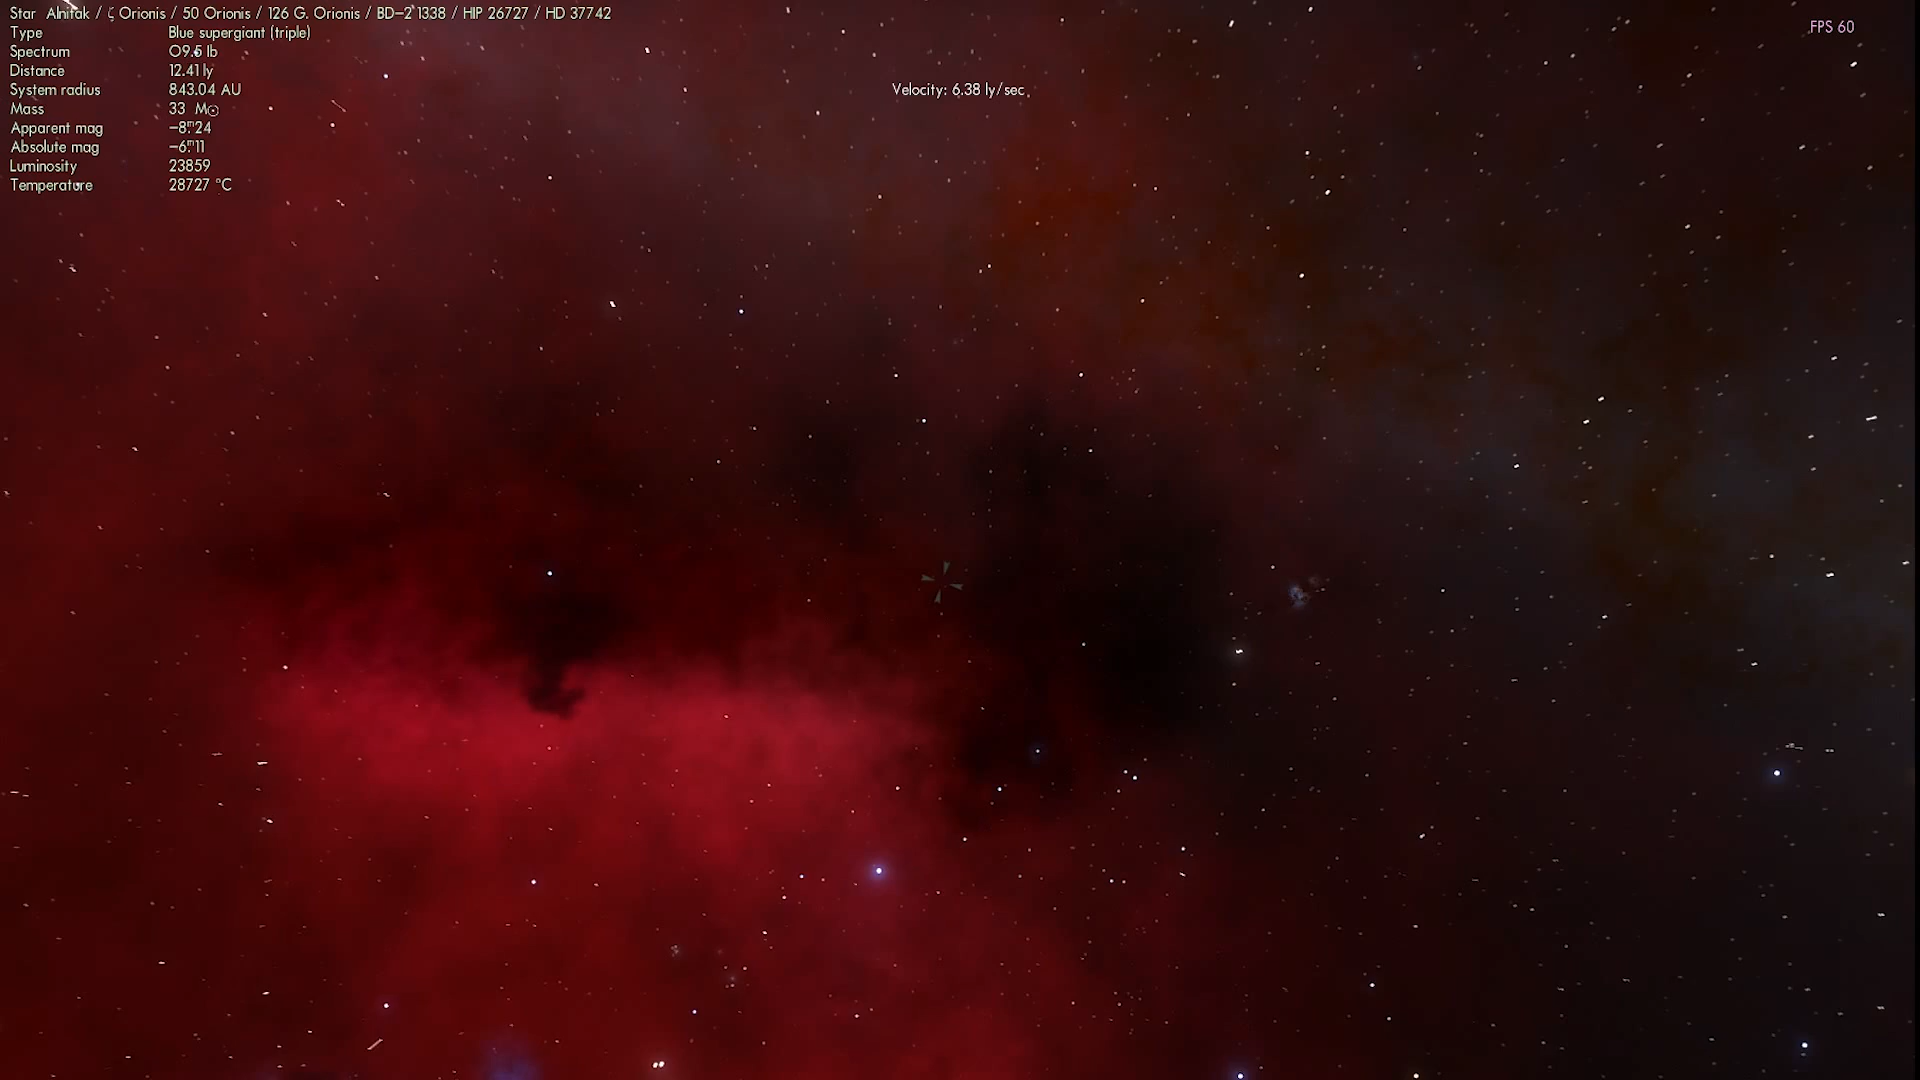 Star Alnitak / ζ Orionis / 50 Orionis / 126 G. Orionis / BD−2 1338 / HIP 26727 / HD 37742
Type Blue supergiant (triple)
Spectrum O9.5 Ib
Distance 12.41 ly
System radius 843.04 AU
Mass 33 M☉
Apparent mag −8ᵐ.24
Absolute mag −6ᵐ.11
Luminosity 23859
Temperature 28727 °C
Velocity: 6.38 ly/sec
FPS 60